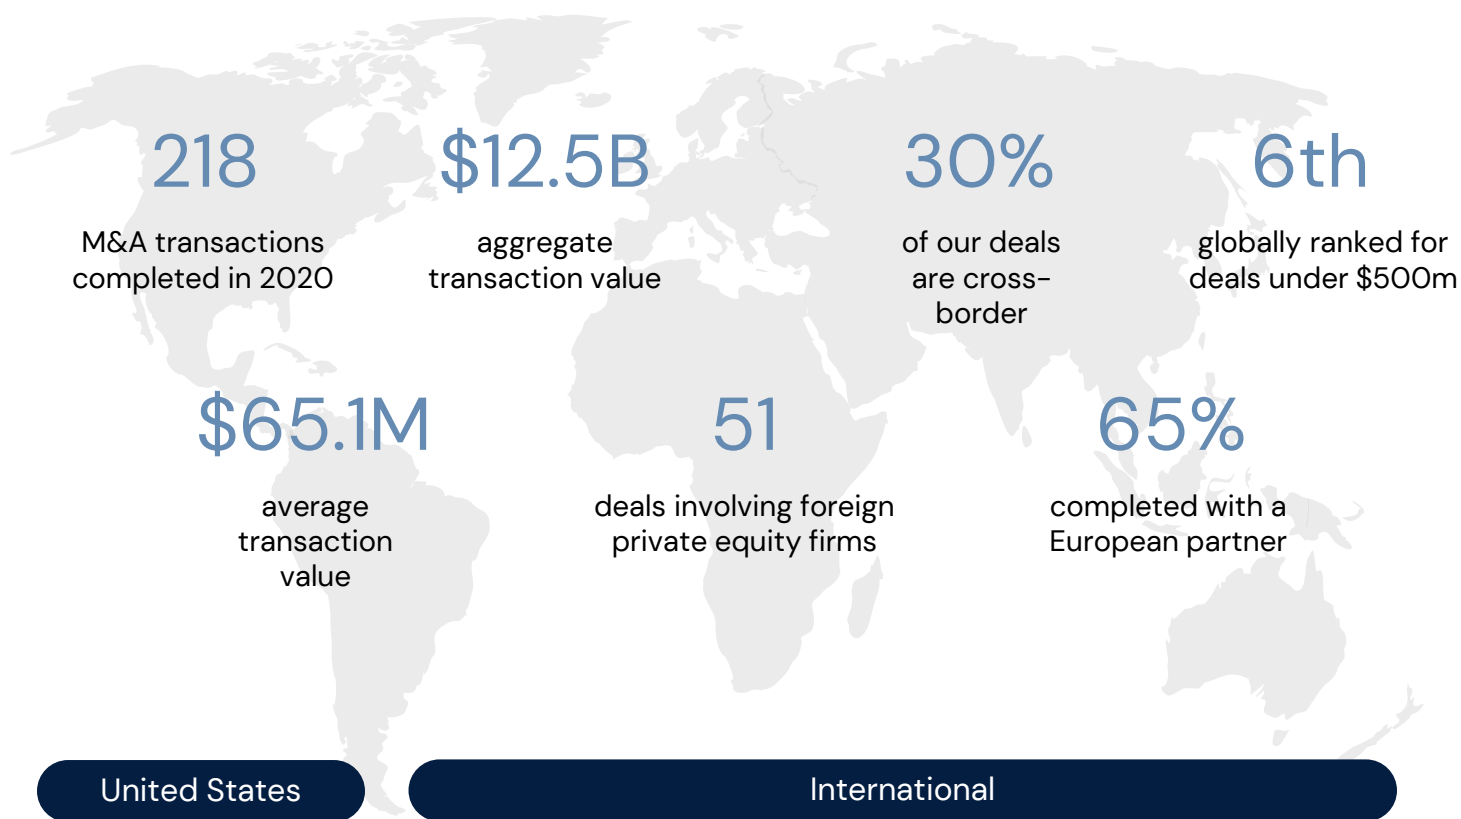 218
M&A transactions
completed in 2020
$12.5B
aggregate
transaction value
30%
of our deals
are cross-
border
6th
globally ranked for
deals under $500m
$65.1M
average
transaction
value
51
deals involving foreign
private equity firms
65%
completed with a
European partner
United States
International